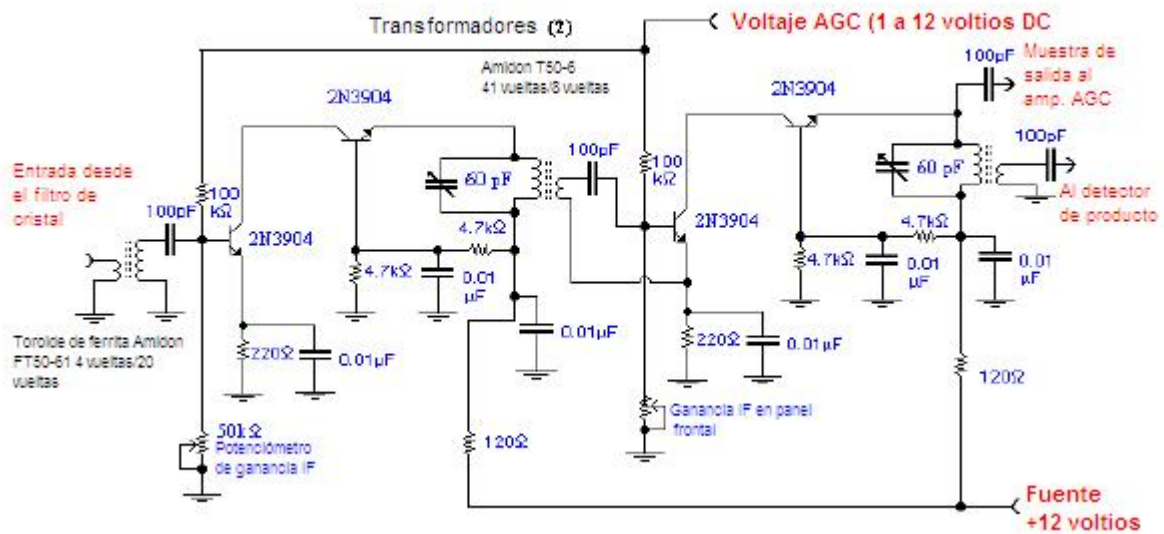 Transformadores (2)
Voltaje AGC (1 a 12 voltios DC
Amidon T50-6
41 vueltas/8 vueltas
100pF
Muestra de
salida al
amp. AGC
2N3904
2N3904
Entrada desde
el filtro de
cristal
100
kΩ
100pF
2N3904
60 pF
100pF
100
kΩ
2N3904
60 pF
100pF
Al detector
de producto
4.7kΩ
4.7kΩ
0.01
µF
4.7kΩ
4.7kΩ
0.01
µF
0.01
µF
Toroide de ferrita Amidon
FT50-61 4 vueltas/20
vueltas
220Ω
0.01µF
0.01µF
220Ω
0.01µF
120Ω
50kΩ
Potenciómetro
de ganancia IF
120Ω
Ganancia IF en panel
frontal
Fuente
+12 voltios